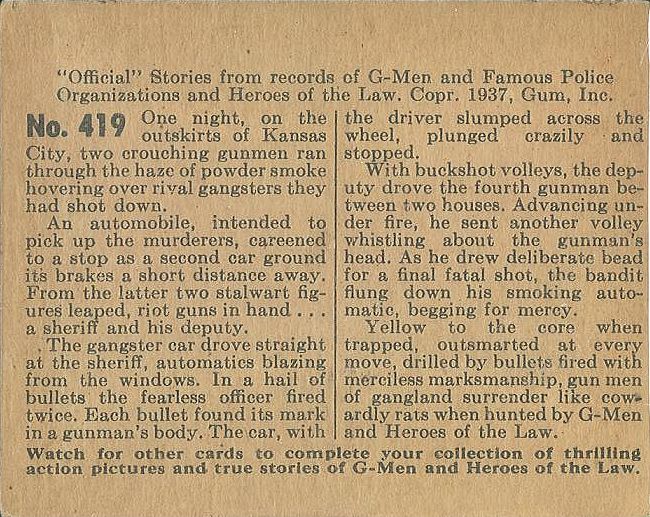 "Official" Stories from records of G-Men and Famous Police
Organizations and Heroes of the Law. Copr. 1937, Gum, Inc.
No. 419 One night, on the
outskirts of Kansas
City, two crouching gunmen ran
through the haze of powder smoke
hovering over rival gangsters they
had shot down.
An automobile, intended to
pick up the murderers, careened
to a stop as a second car ground
its brakes a short distance away.
From the latter two stalwart fig-
ures leaped, riot guns in hand . . .
a sheriff and his deputy.
The gangster car drove straight
at the sheriff, automatics blazing
from the windows. In a hail of
bullets the fearless officer fired
twice. Each bullet found its mark
in a gunman's body. The car, with
the driver slumped across the
wheel, plunged crazily and
stopped.
With buckshot volleys, the dep-
uty drove the fourth gunman be-
tween two houses. Advancing un-
der fire, he sent another volley
whistling about the gunman's
head. As he drew deliberate bead
for a final fatal shot, the bandit
flung down his smoking auto-
matic, begging for mercy.
Yellow to the core when
trapped, outsmarted at every
move, drilled by bullets fired with
merciless marksmanship, gun men
of gangland surrender like cow-
ardly rats when hunted by G-Men
and Heroes of the Law.
Watch for other cards to complete your collection of thrilling
action pictures and true stories of G-Men and Heroes of the Law.